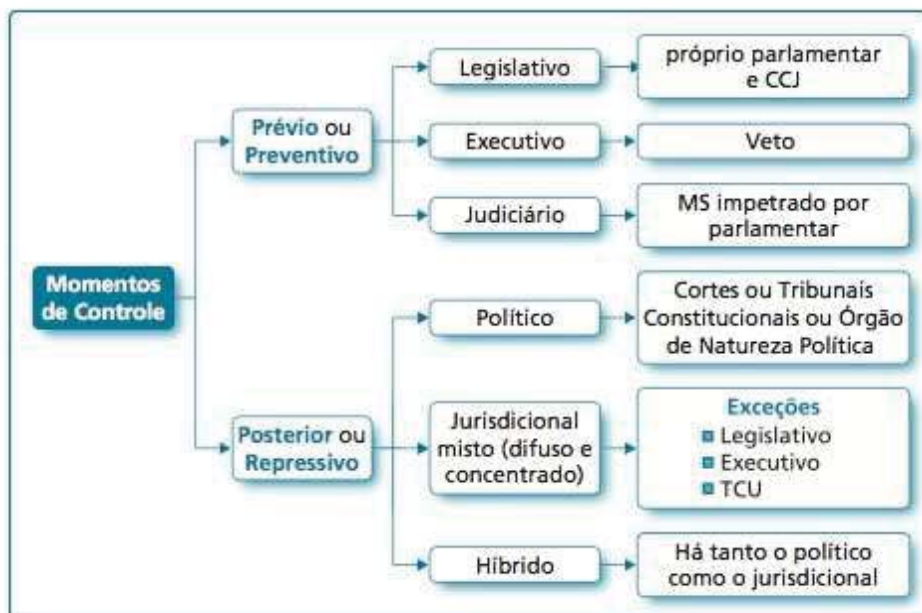 Momentos
de Controle
Prévio ou
Preventivo
Legislativo
próprio parlamentar
e CCJ
Executivo
Veto
Judiciário
MS impetrado por
parlamentar
Posterior ou
Repressivo
Político
Cortes ou Tribunais
Constitucionais ou Órgão
de Natureza Política
Jurisdicional
misto (difuso e
concentrado)
Exceções
Legislativo
Executivo
TCU
Híbrido
Há tanto o político
como o jurisdicional